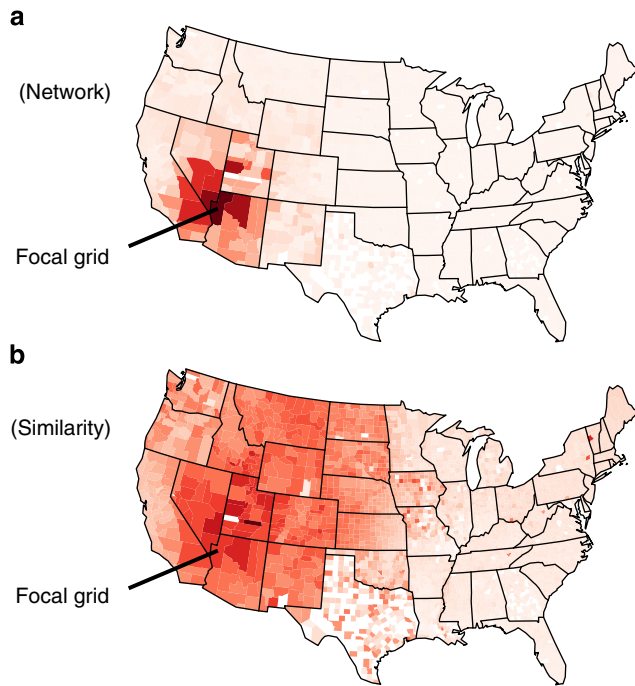 a
(Network)
Focal grid
b
(Similarity)
Focal grid